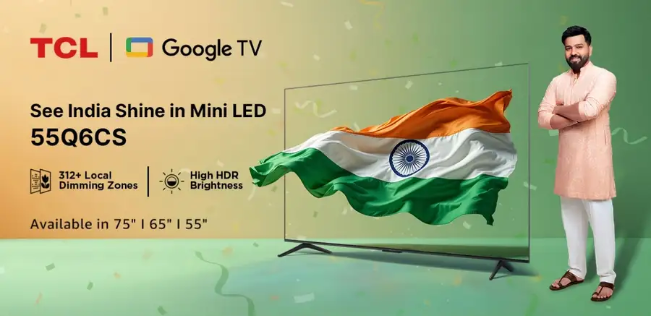 TCL
Google TV
See India Shine in Mini LED
55Q6CS
312+ Local
Dimming Zones
High HDR
Brightness
Available in 75" I 65" I 55"